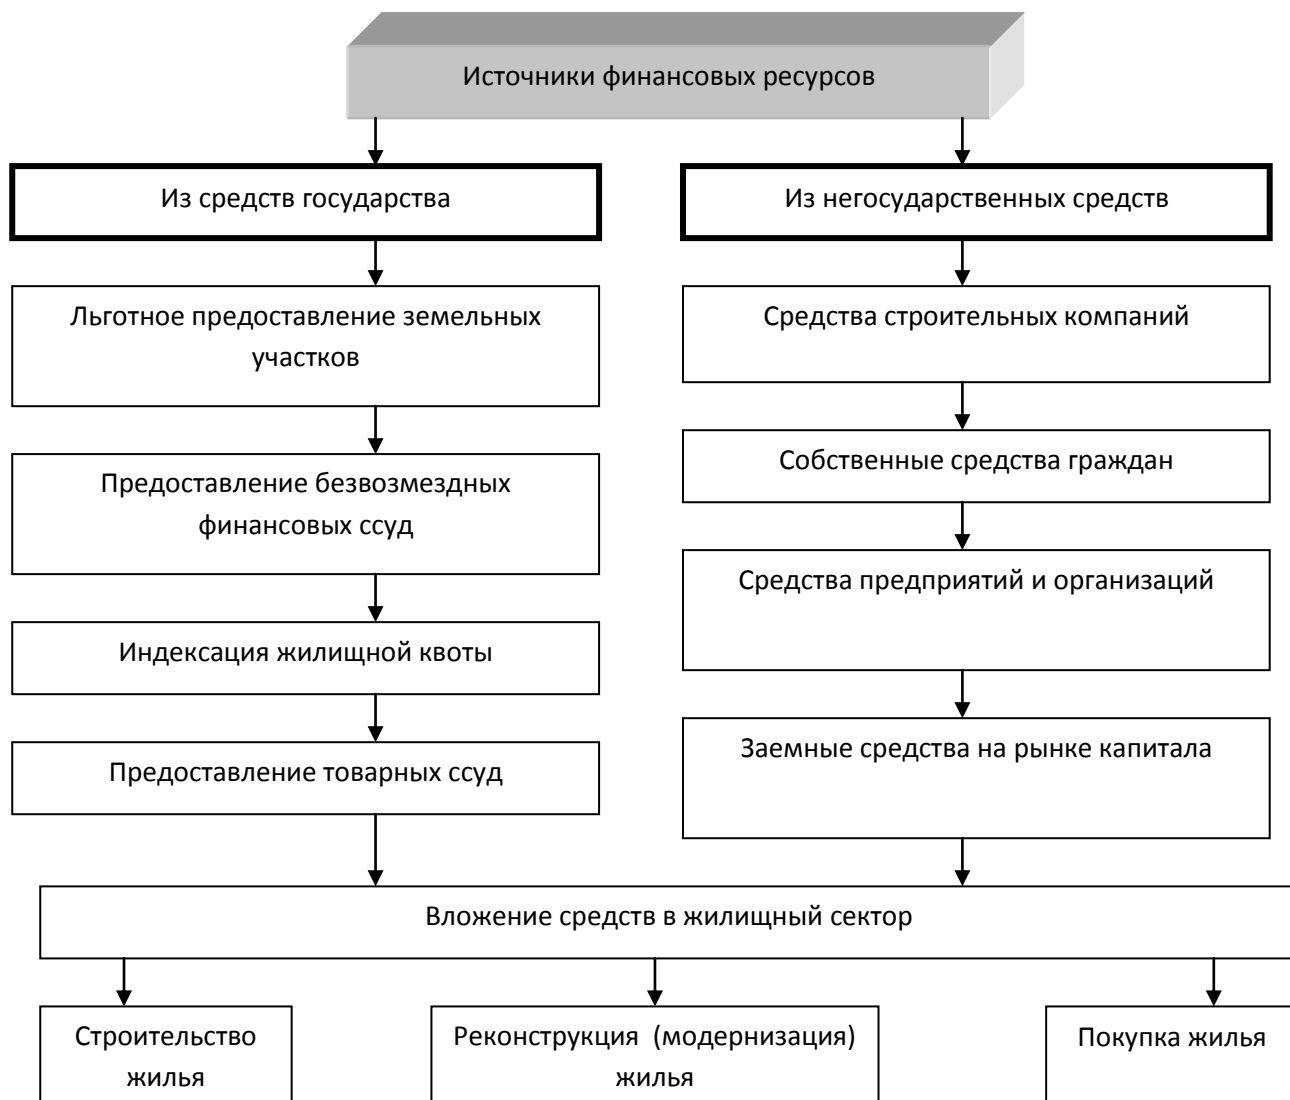 Источники финансовых ресурсов
Из средств государства
Из негосударственных средств
Льготное предоставление земельных
участков
Средства строительных компаний
Предоставление безвозмездных
финансовых ссуд
Собственные средства граждан
Средства предприятий и организаций
Индексация жилищной квоты
Заемные средства на рынке капитала
Предоставление товарных ссуд
Вложение средств в жилищный сектор
Строительство
жилья
Реконструкция (модернизация)
жилья
Покупка жилья